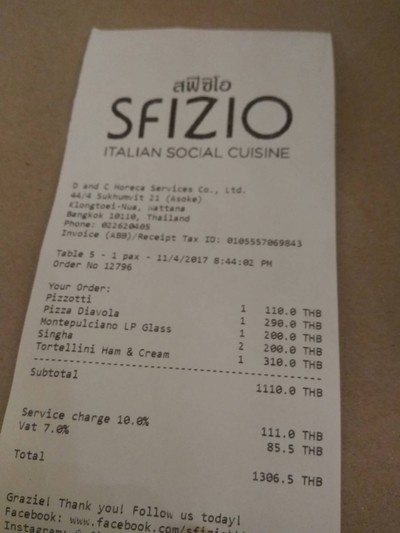 สฟิซิโอ
SFIZIO
ITALIAN SOCIAL CUISINE
D and C Horeca Services Co., Ltd.
44/4 Sukhumvit 21 (Asoke)
Klongtoei-Nua, Wattana
Bangkok 10110, Thailand
Phone: 022620405
Invoice (ABB)/Receipt Tax ID: 0105557069843
Table 5 - 1 pax - 11/4/2017 8:44:02 PM
Order No 12796
Your Order:
Pizzotti 1 110.0 THB
Pizza Diavola 1 290.0 THB
Montepulciano LP Glass 1 200.0 THB
Singha 2 200.0 THB
Tortellini Ham & Cream 1 310.0 THB
Subtotal 1110.0 THB
Service charge 10.0% 111.0 THB
Vat 7.0% 85.5 THB
Total 1306.5 THB
Grazie! Thank you! Follow us today!
Facebook: www.facebook.com/sfizio
Instagram: